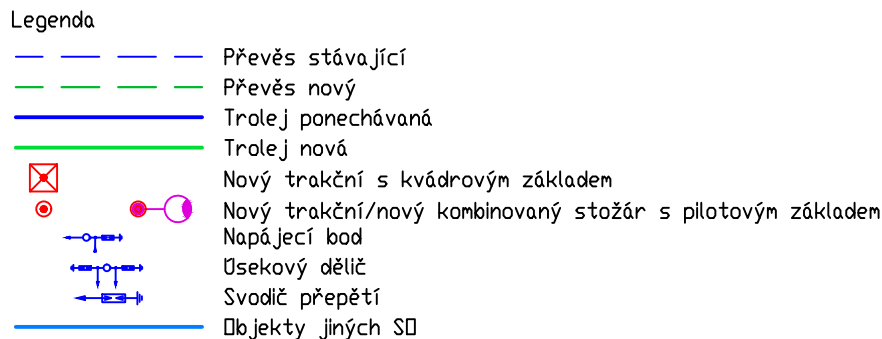 Legenda
Převěs stávající
Převěs nový
Trolej ponechávaná
Trolej nová
Nový trakční s kvádrovým základem
Nový trakční/nový kombinovaný stožár s pilotovým základem
Napájecí bod
Úsekový dělič
Svodič přepětí
Objekty jiných SO